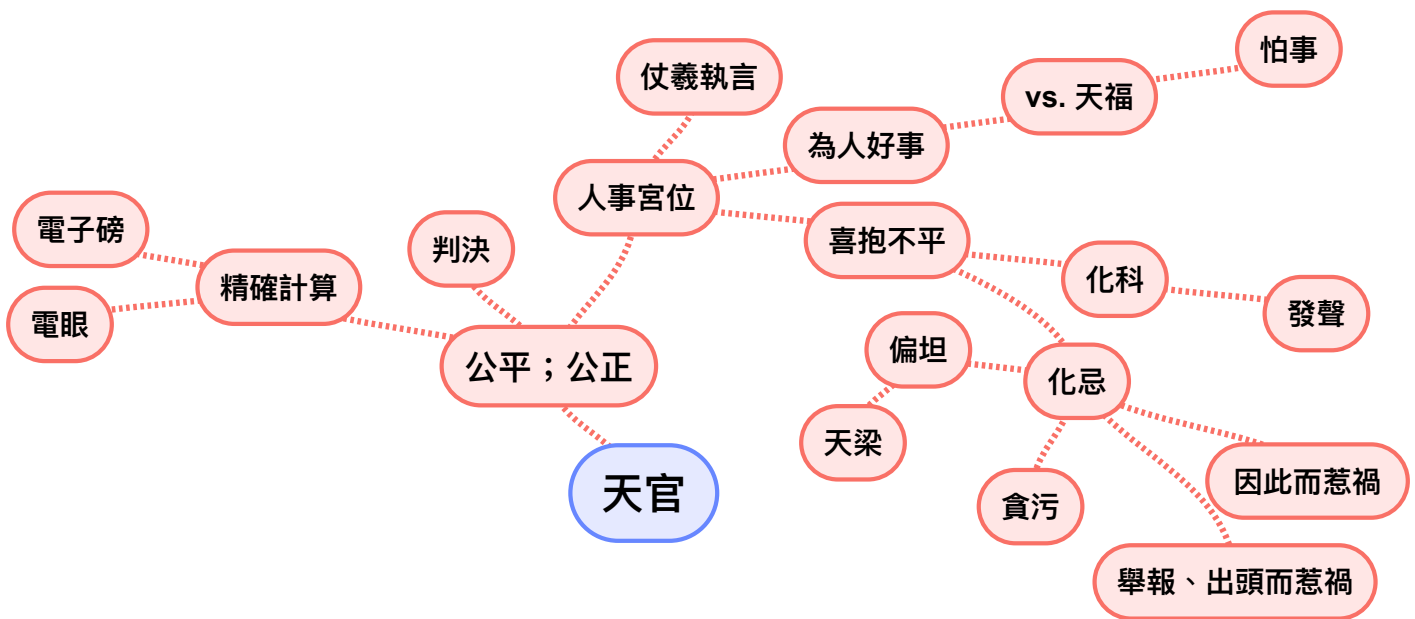 怕事
仗義執言
vs. 天福
為人好事
人事宮位
電子磅
判決
喜抱不平
精確計算
化科
電眼
發聲
公平；公正
偏坦
化忌
天梁
因此而惹禍
天官
貪污
舉報、出頭而惹禍